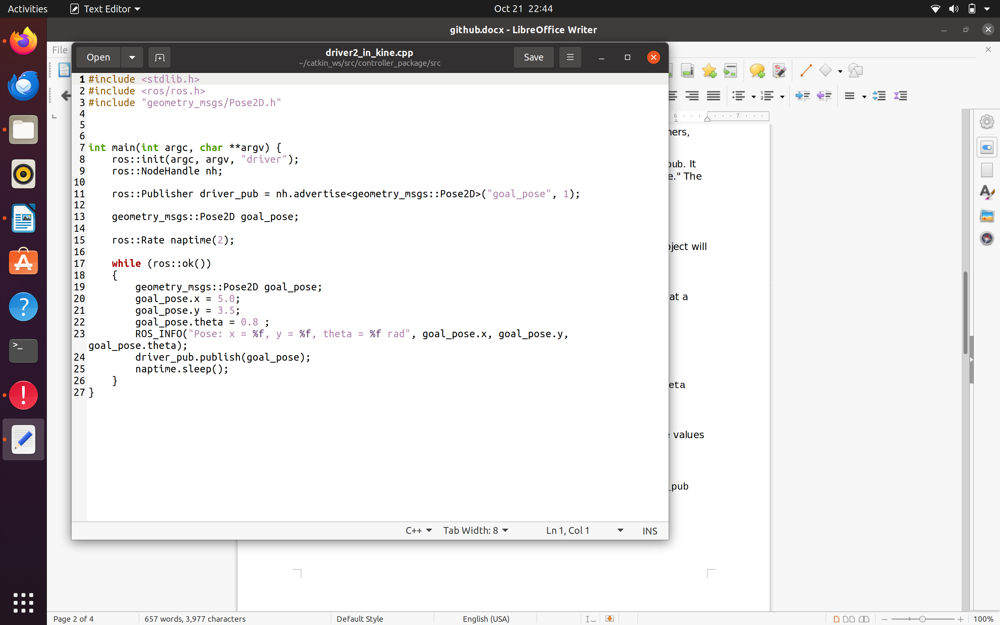 Activities
Text Editor
Oct 21 22:44
github.docx - LibreOffice Writer
File
Open
driver2_in_kine.cpp
~/catkin_ws/src/controller_package/src
Save
1 #include <stdlib.h>
2 #include <ros/ros.h>
3 #include "geometry_msgs/Pose2D.h"
4
5
6
7 int main(int argc, char **argv) {
8     ros::init(argc, argv, "driver");
9     ros::NodeHandle nh;
10
11     ros::Publisher driver_pub = nh.advertise<geometry_msgs::Pose2D>("goal_pose", 1);
12
13     geometry_msgs::Pose2D goal_pose;
14
15     ros::Rate naptime(2);
16
17     while (ros::ok())
18     {
19         geometry_msgs::Pose2D goal_pose;
20         goal_pose.x = 5.0;
21         goal_pose.y = 3.5;
22         goal_pose.theta = 0.8 ;
23         ROS_INFO("Pose: x = %f, y = %f, theta = %f rad", goal_pose.x, goal_pose.y,
goal_pose.theta);
24         driver_pub.publish(goal_pose);
25         naptime.sleep();
26     }
27 }
C++
Tab Width: 8
Ln 1, Col 1
INS
6 7
ners,
pub. It
e." The
oject will
at a
eta
values
_pub
Page 2 of 4
657 words, 3,977 characters
Default Style
English (USA)
100%